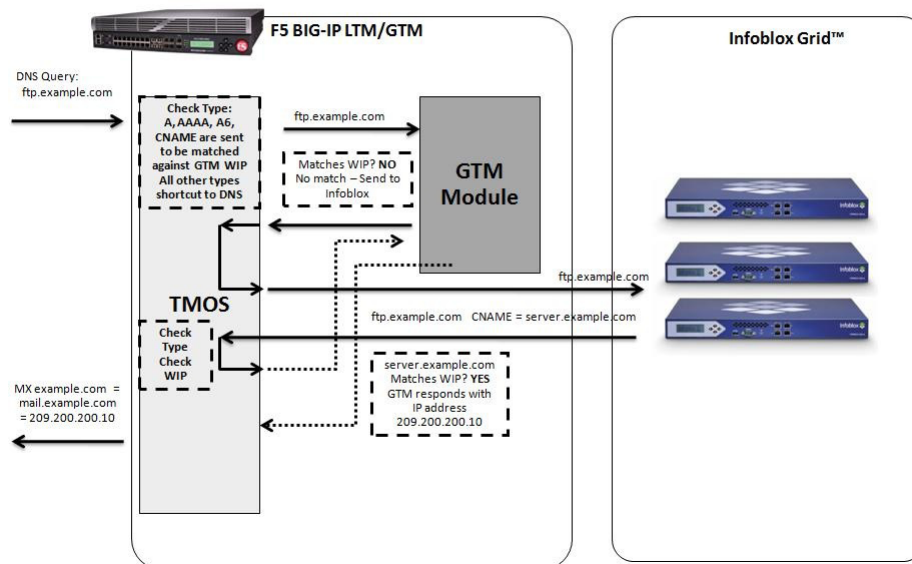 F5 BIG-IP LTM/GTM
Infoblox Grid™
DNS Query:
ftp.example.com
Check Type:
A, AAAA, A6,
CNAME are sent
to be matched
against GTM WIP
All other types
shortcut to DNS
ftp.example.com
Matches WIP? NO
No match – Send to
Infoblox
GTM
Module
TMOS
ftp.example.com
ftp.example.com CNAME = server.example.com
Check
Type
Check
WIP
server.example.com
Matches WIP? YES
GTM responds with
IP address
209.200.200.10
MX example.com =
mail.example.com
= 209.200.200.10
Infoblox
Infoblox
Infoblox